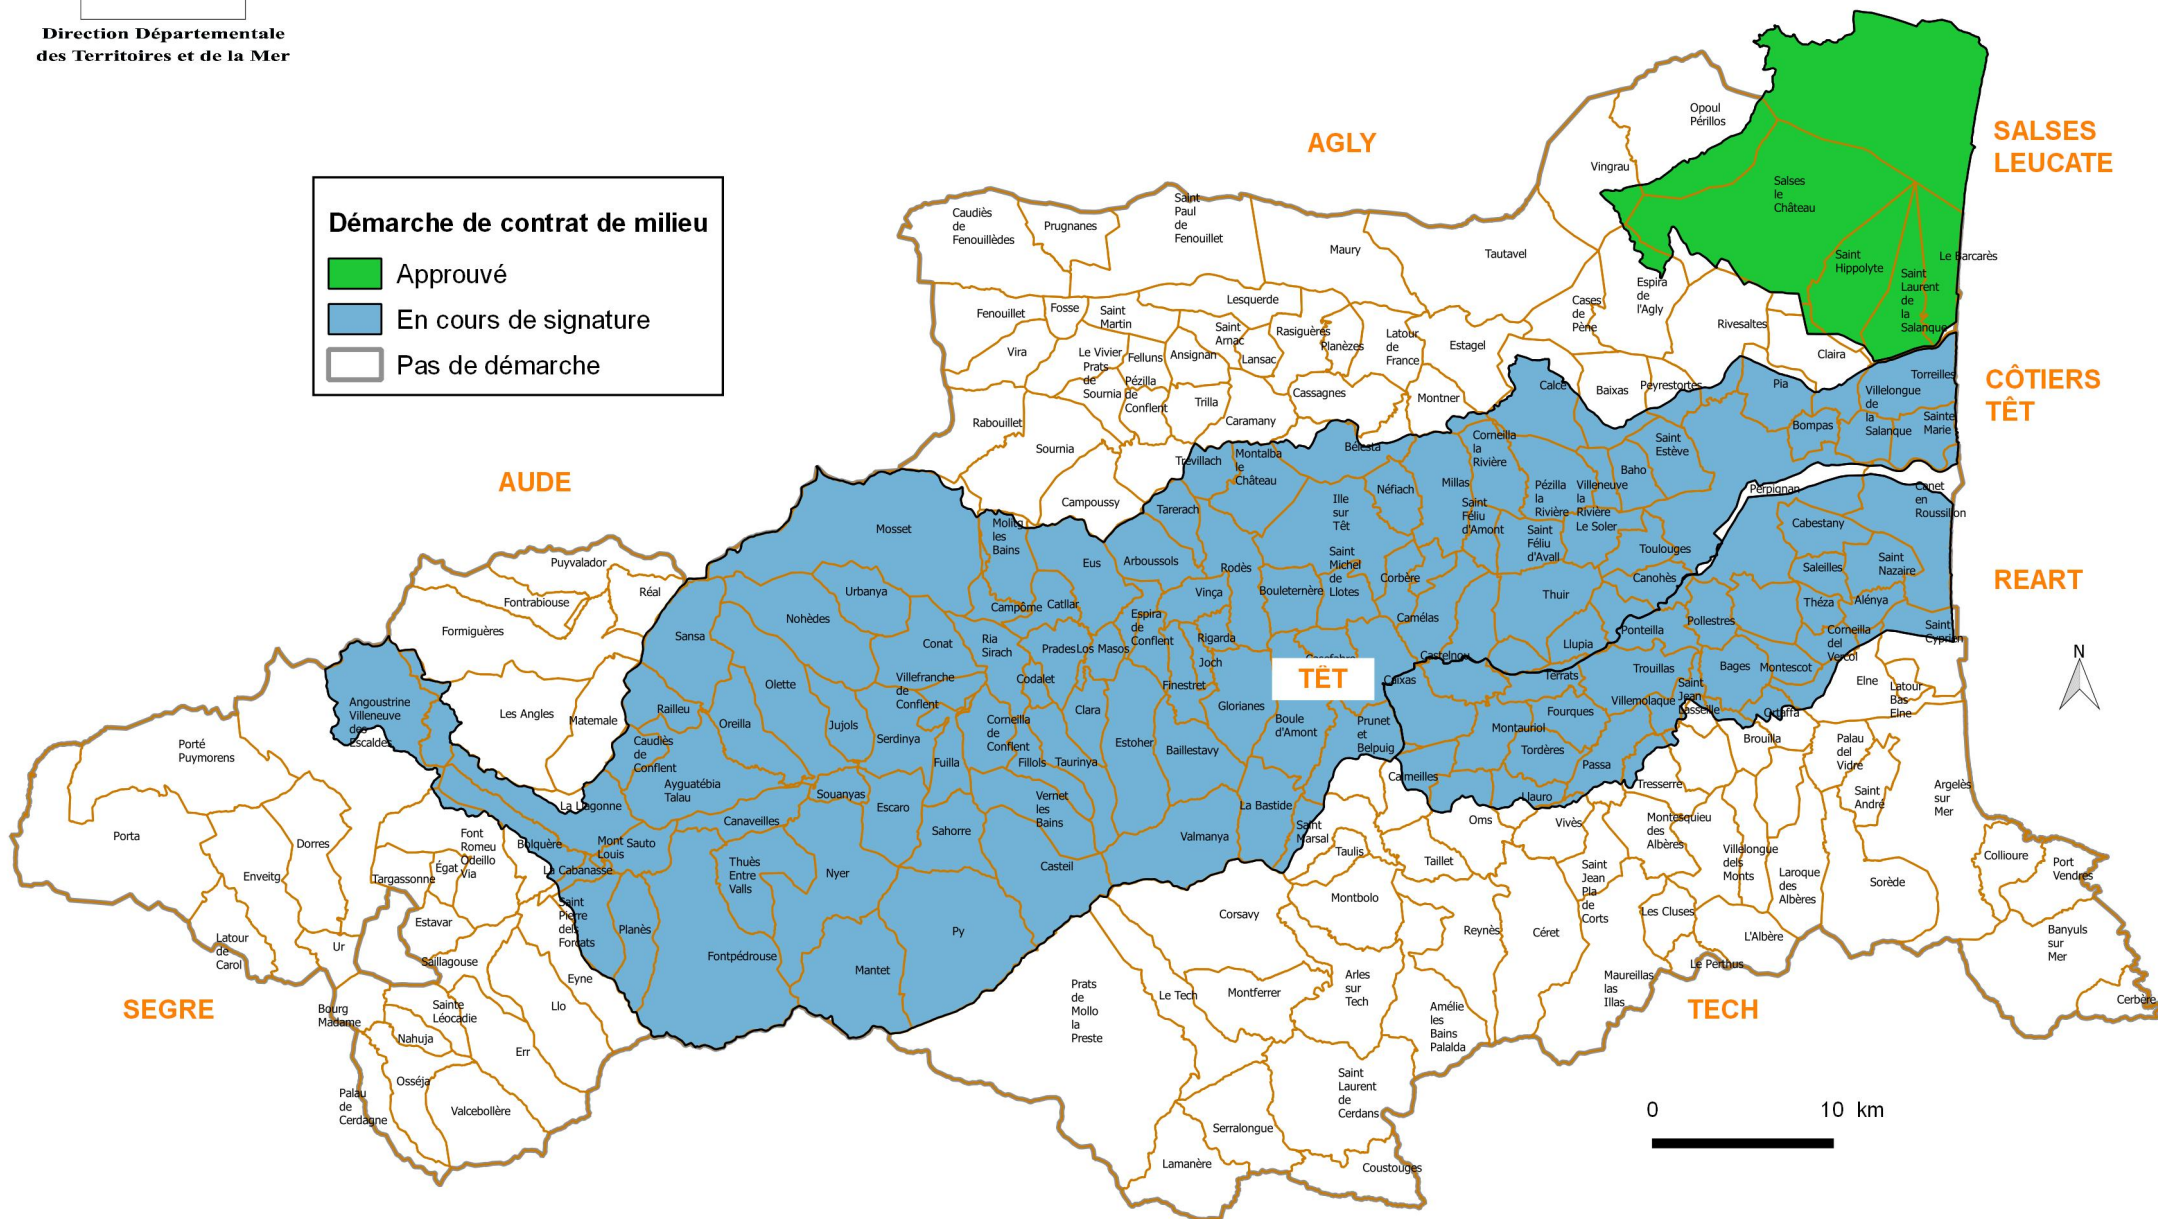 Direction Départementale
des Territoires et de la Mer
Démarche de contrat de milieu
Approuvé
En cours de signature
Pas de démarche
AGLY
SALSES
LEUCATE
CÔTIERS
TÊT
AUDE
REART
TÊT
SEGRE
TECH
N
0 10 km
Opoul
Périllos
Vingrau
Salses
le
Château
Saint
Hippolyte
Le Barcarès
Saint
Laurent
de
la
Salanque
Caudiès
de
Fenouillèdes
Prugnanes
Saint
Paul
de
Fenouillet
Maury
Tautavel
Espira
de
l'Agly
Cases
de
Pène
Rivesaltes
Claira
Fenouillet
Fosse
Saint
Martin
Lesquerde
Saint
Arnac
Rasiguères
Planèzes
Latour
de
France
Estagel
Vira
Le Vivier
Prats
de
Sournia
Felluns
Pézilla
de
Conflent
Ansignan
Lansac
Trilla
Caramany
Cassagnes
Montner
Calce
Baixas
Peyrestortes
Pia
Torreilles
Villelongue
de
la
Salanque
Sainte
Marie
Bompas
Rabouillet
Sournia
Campoussy
Trévillach
Montalba
le
Château
Bélesta
Corneilla
la
Rivière
Saint
Estève
Baho
Perpignan
Canet
en
Roussillon
Mosset
Molitg
les
Bains
Tarerach
Ille
sur
Têt
Néfiach
Millas
Saint
Féliu
d'Amont
Pézilla
la
Rivière
Villeneuve
la
Rivière
Le Soler
Saint
Féliu
d'Avall
Toulouges
Canohès
Cabestany
Saleilles
Saint
Nazaire
Théza
Alénya
Puyvalador
Fontrabiouse
Réal
Formiguères
Urbanya
Nohèdes
Sansa
Conat
Eus
Arboussols
Campôme
Catllar
Rodès
Vinça
Bouleternère
Saint
Michel
de
Llotes
Corbère
Camélas
Thuir
Llupia
Ponteilla
Pollestres
Corneilla
del
Vercol
Saint
Cyprien
Espira
de
Conflent
Rigarda
Joch
Ria
Sirach
Prades
Los Masos
Castelnou
Caixas
Terrats
Trouillas
Bages
Montescot
Elne
Latour
Bas
Elne
Angoustrine
Villeneuve
des
Escaldes
Les Angles
Matemale
Railleu
Olette
Oreilla
Jujols
Villefranche
de
Conflent
Codalet
Serdinya
Corneilla
de
Conflent
Clara
Finestret
Glorianes
Boule
d'Amont
Prunet
et
Belpuig
Montauriol
Fourques
Villemolaque
Saint
Jean
Lasseille
Ortaffa
Brouilla
Palau
del
Vidre
Porté
Puymorens
Caudiès
de
Conflent
Ayguatébia
Talau
Fuilla
Fillols
Taurinya
Estoher
Baillestavy
Tordères
Passa
Calmeilles
Llauro
Tresserre
Saint
André
Argelès
sur
Mer
La Llagonne
Souanyas
Escaro
Canaveilles
Sahorre
Vernet
les
Bains
Casteil
Valmanya
La Bastide
Saint
Marsal
Taulis
Oms
Vivès
Montesquieu
des
Albères
Villelongue
dels
Monts
Laroque
des
Albères
Sorède
Collioure
Port
Vendres
Porta
Dorres
Enveitg
Font
Romeu
Odeillo
Via
Égat
Targassonne
Bolquère
La Cabanasse
Mont
Louis
Sauto
Thuès
Entre
Valls
Nyer
Taillet
Saint
Jean
Pla
de
Corts
Les Cluses
L'Albère
Le Perthus
Banyuls
sur
Mer
Cerbère
Latour
de
Carol
Ur
Estavar
Saillagouse
Saint
Pierre
dels
Forcats
Planès
Fontpédrouse
Mantet
Py
Corsavy
Montbolo
Reynès
Céret
Maureillas
las
Illas
Bourg
Madame
Sainte
Léocadie
Eyne
Llo
Nahuja
Err
Osséja
Palau
de
Cerdagne
Valcebollère
Prats
de
Mollo
la
Preste
Le Tech
Montferrer
Arles
sur
Tech
Amélie
les
Bains
Palalda
Saint
Laurent
de
Cerdans
Serralongue
Lamanère
Coustouges